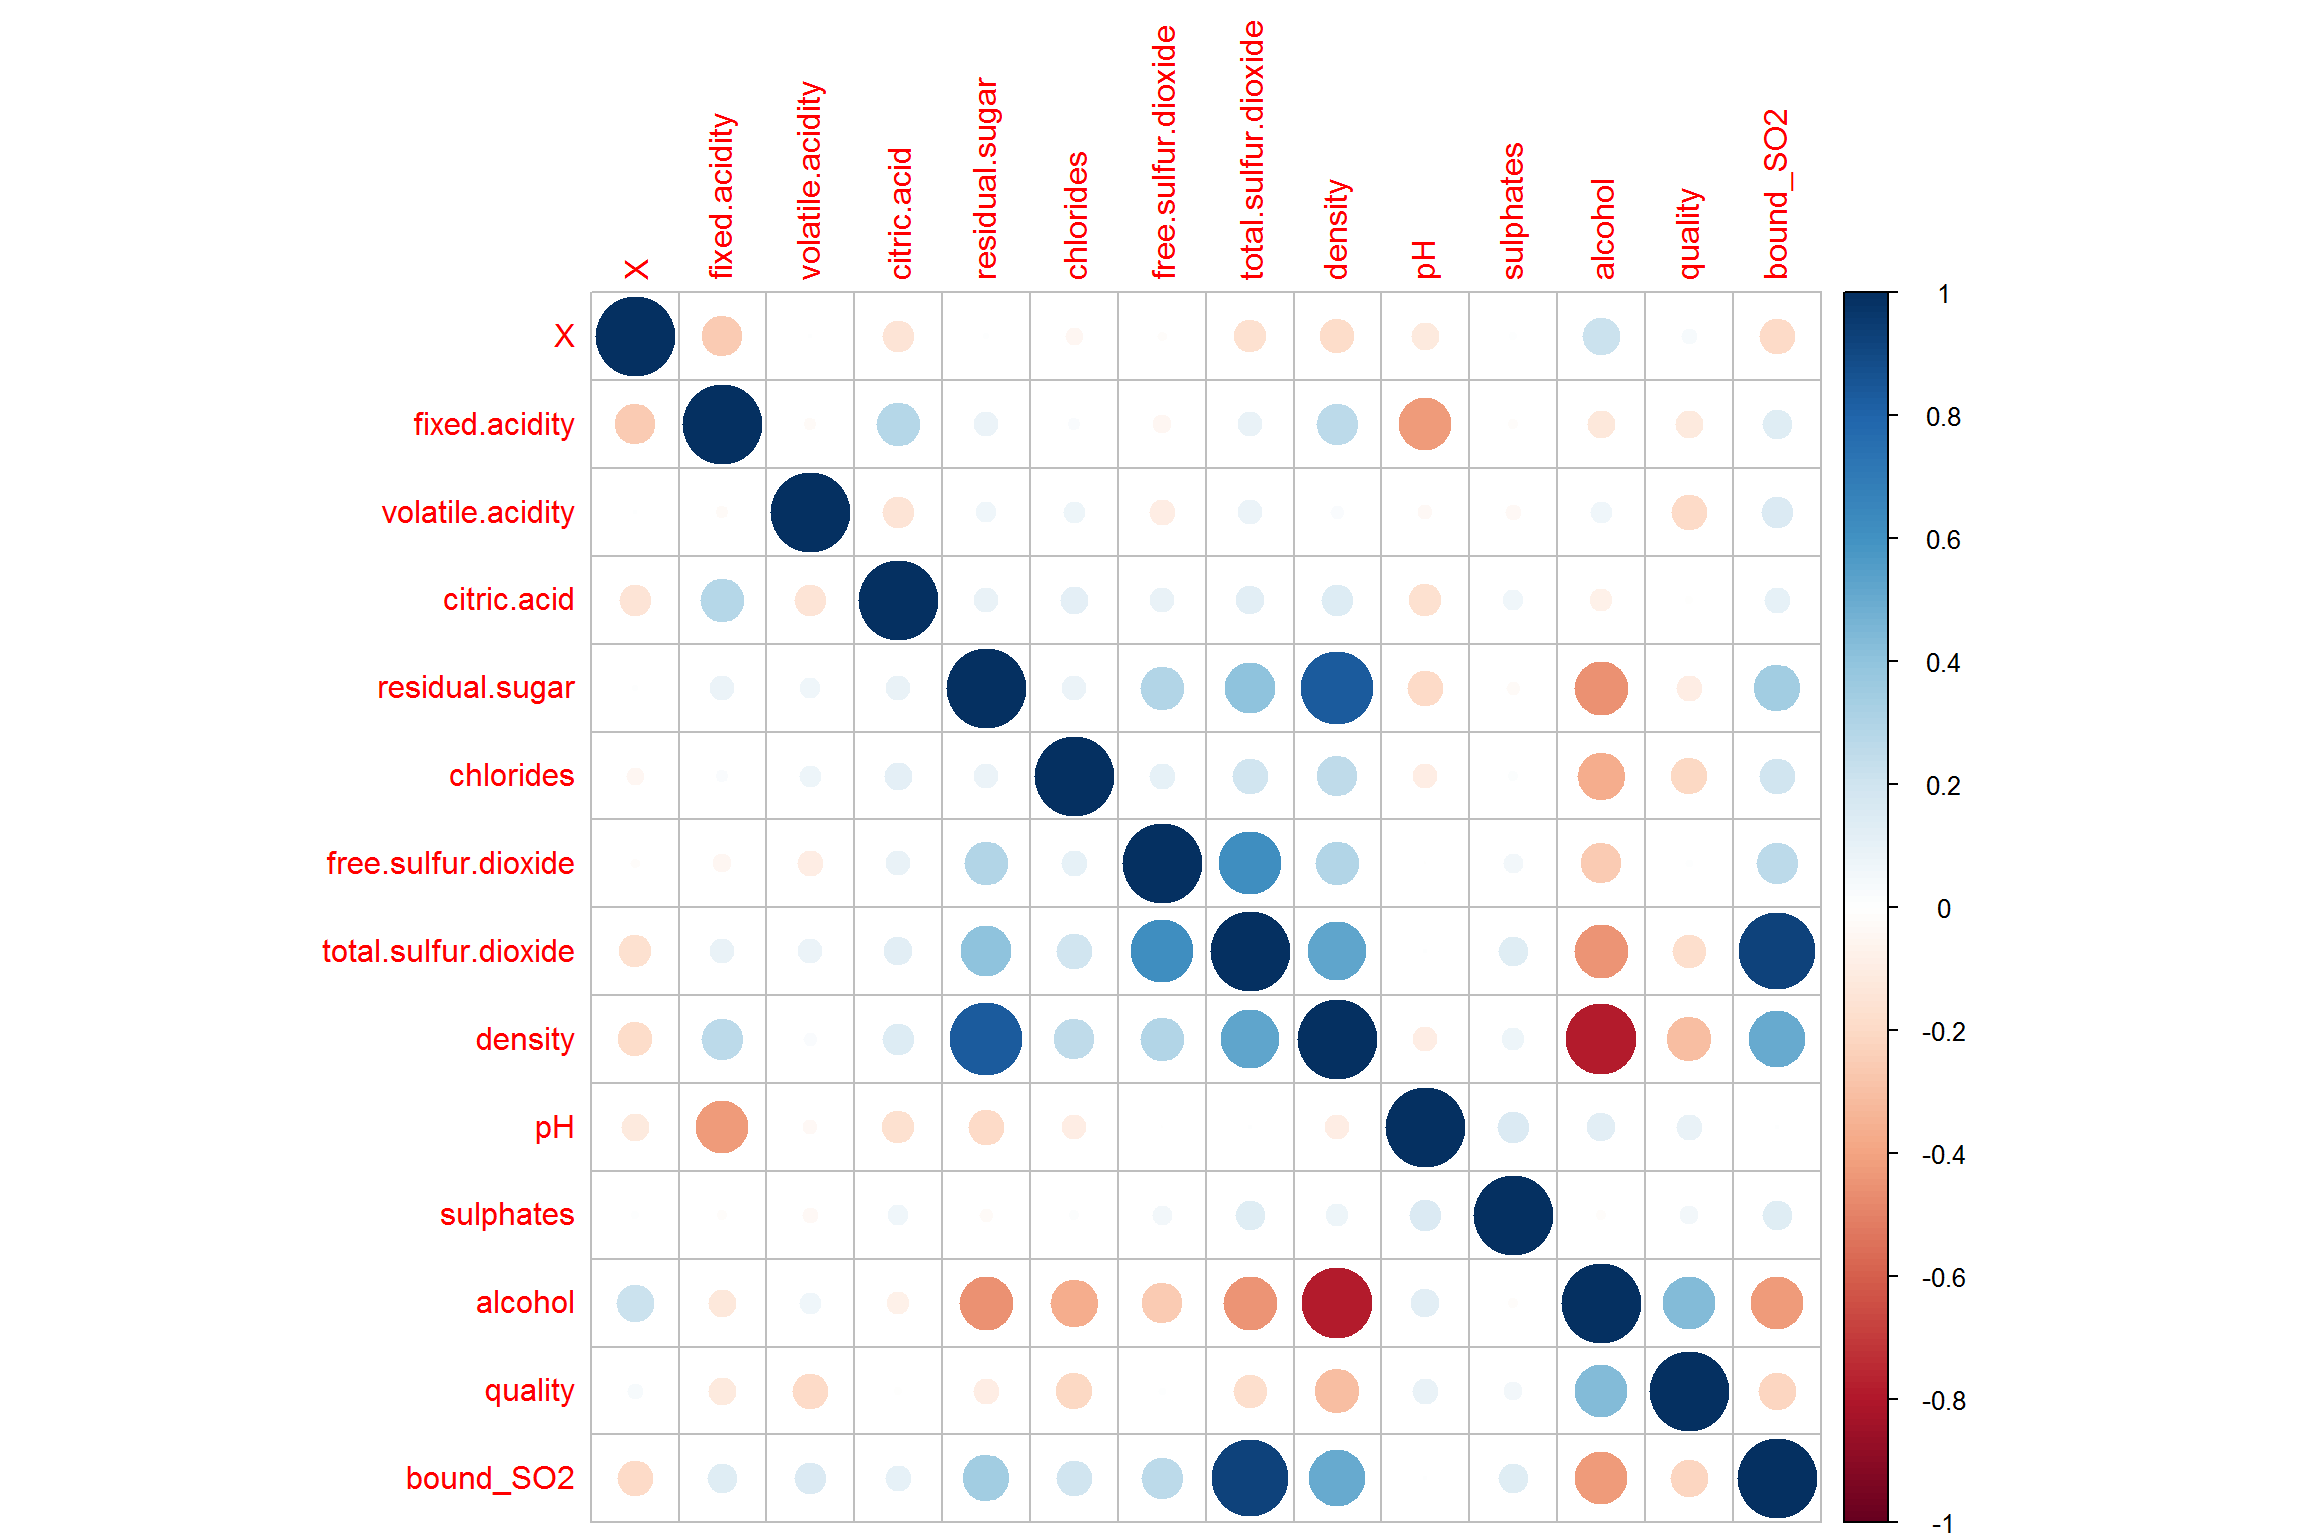 X
fixed.acidity
volatile.acidity
citric.acid
residual.sugar
chlorides
free.sulfur.dioxide
total.sulfur.dioxide
density
pH
sulphates
alcohol
quality
bound_SO2
X
fixed.acidity
volatile.acidity
citric.acid
residual.sugar
chlorides
free.sulfur.dioxide
total.sulfur.dioxide
density
pH
sulphates
alcohol
quality
bound_SO2
1
0.8
0.6
0.4
0.2
0
-0.2
-0.4
-0.6
-0.8
-1